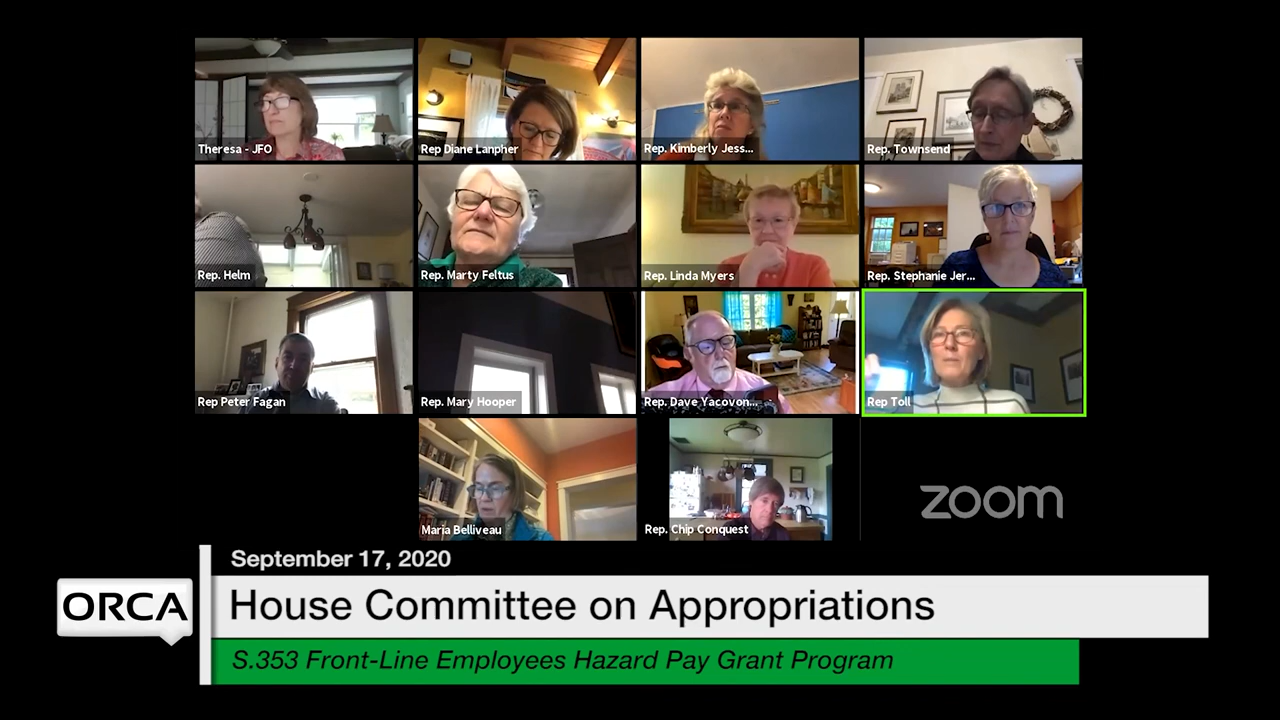 Theresa - JFO
Rep Diane Lanpher
Rep. Kimberly Jess...
Rep. Townsend
Rep. Helm
Rep. Marty Feltus
Rep. Linda Myers
Rep. Stephanie Jer...
Rep Peter Fagan
Rep. Mary Hooper
Rep. Dave Yacovon...
Rep Toll
Maria Belliveau
Rep. Chip Conquest
zoom
September 17, 2020
ORCA
House Committee on Appropriations
S.353 Front-Line Employees Hazard Pay Grant Program